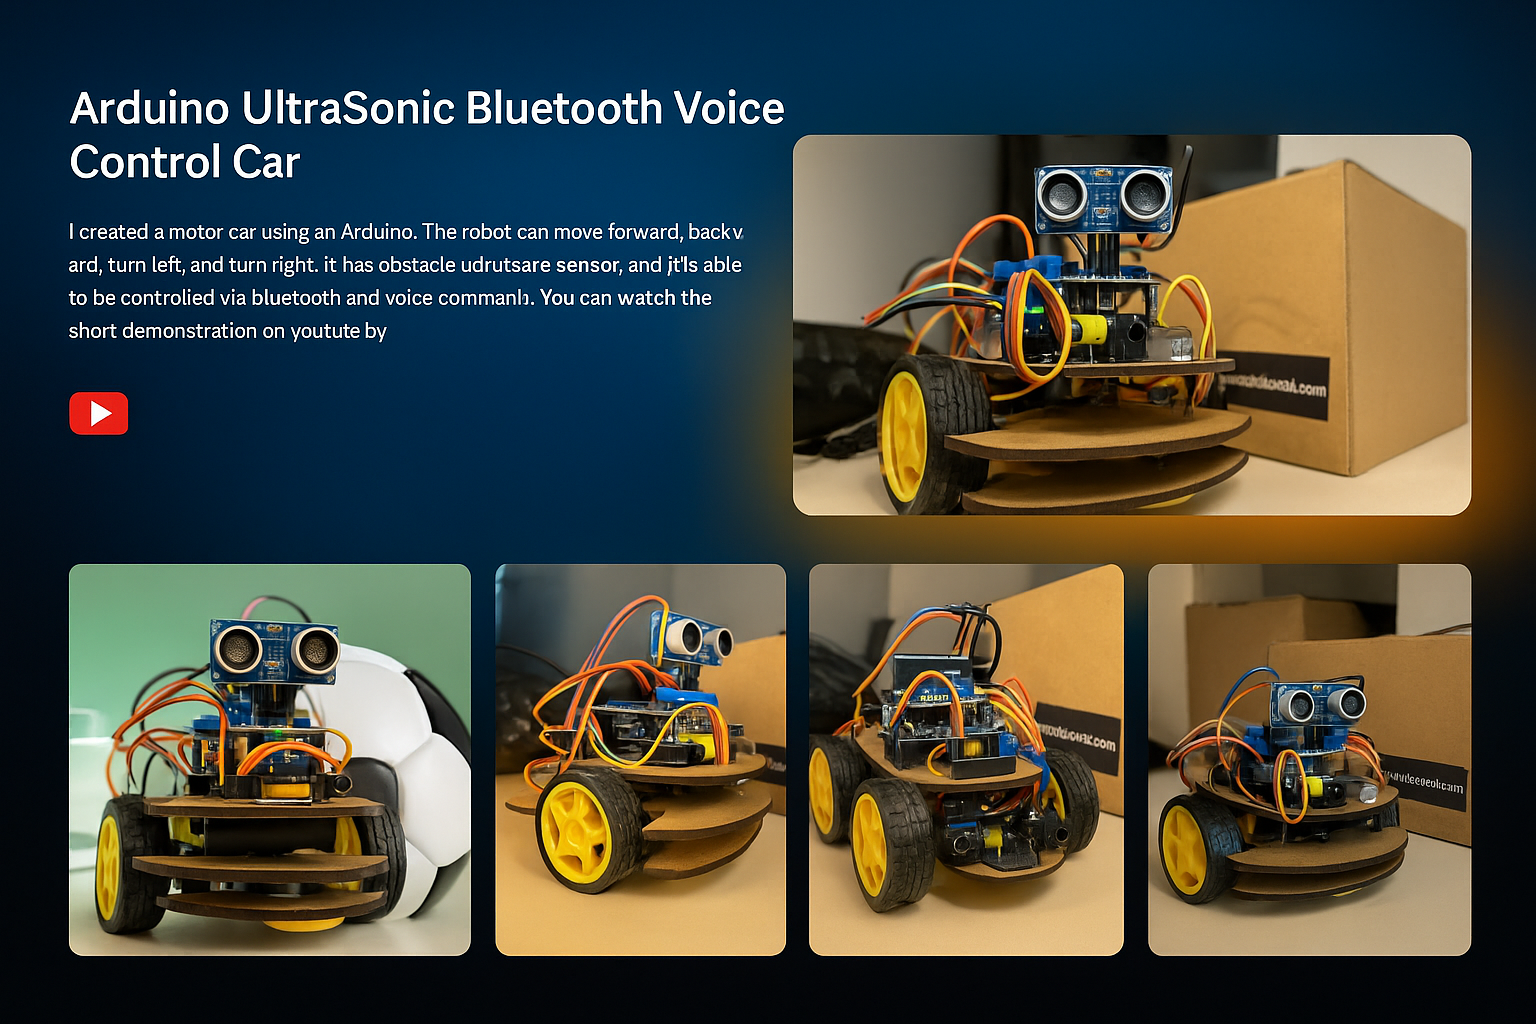 Arduino UltraSonic Bluetooth Voice
Control Car
I created a motor car using an Arduino. The robot can move forward, backv
ard, turn left, and turn right. it has obstacle udrutsare sensor, and jt'ls able
to be controlied via bluetooth and voice commanh. You can watch the
short demonstration on youtute by